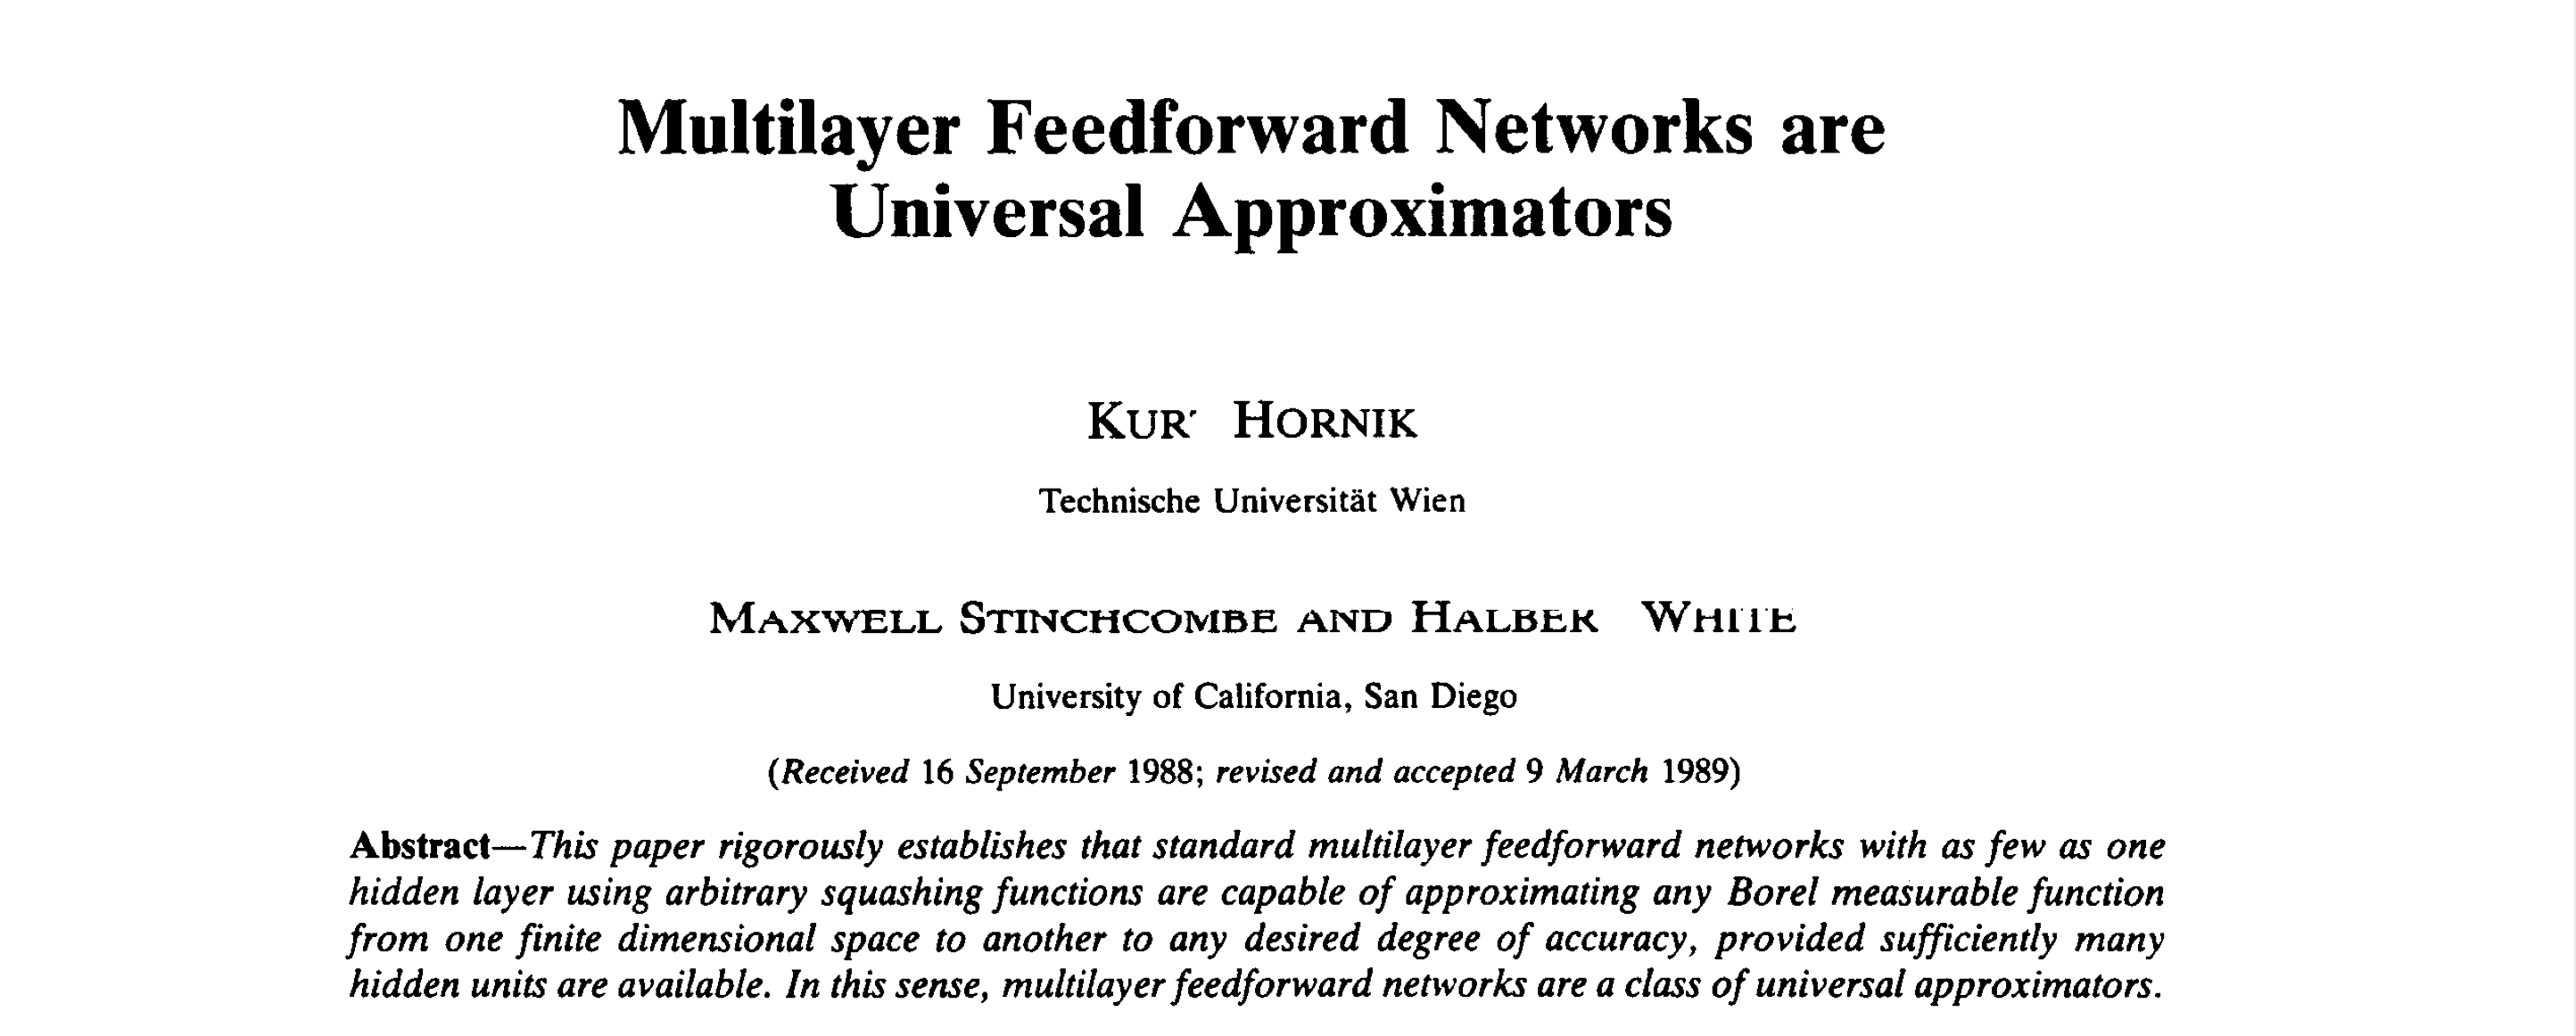 Multilayer Feedforward Networks are
Universal Approximators
KUR HORNIK
Technische Universität Wien
MAXWELL STINCHCOMBE AND HALBER WHITE
University of California, San Diego
(Received 16 September 1988; revised and accepted 9 March 1989)
Abstract—This paper rigorously establishes that standard multilayer feedforward networks with as few as one
hidden layer using arbitrary squashing functions are capable of approximating any Borel measurable function
from one finite dimensional space to another to any desired degree of accuracy, provided sufficiently many
hidden units are available. In this sense, multilayer feedforward networks are a class of universal approximators.